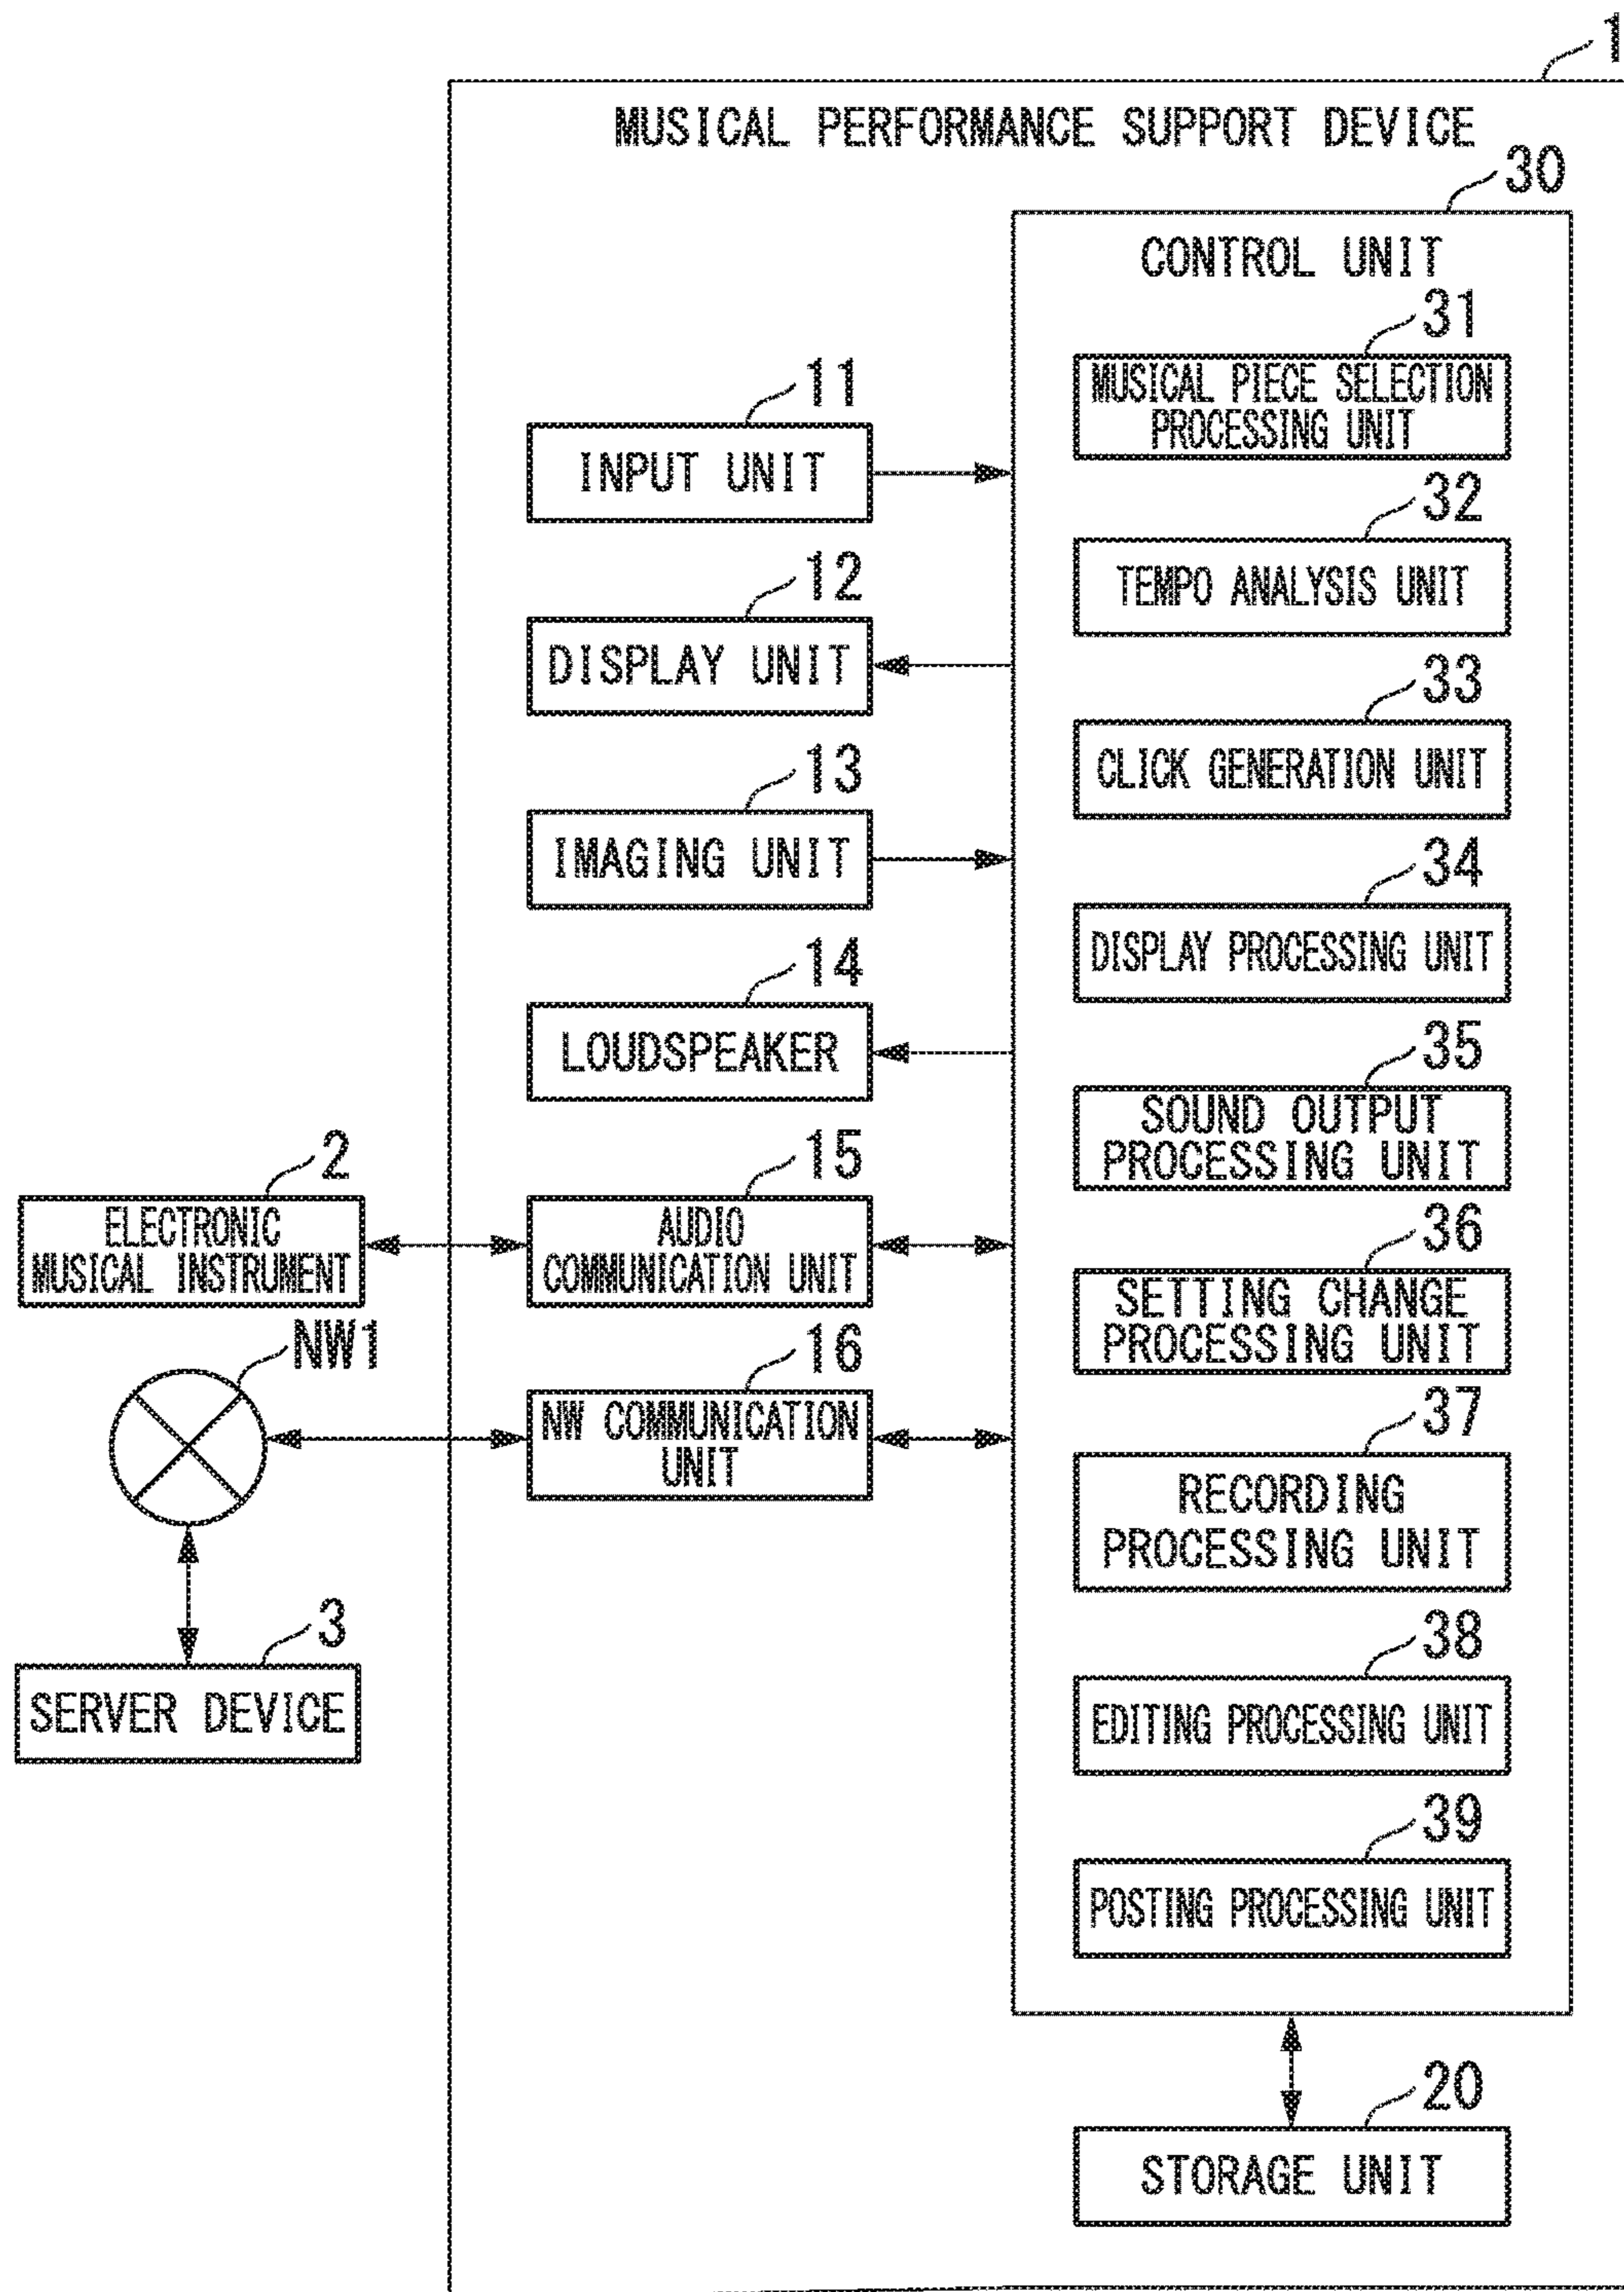 1
MUSICAL PERFORMANCE SUPPORT DEVICE
30
CONTROL UNIT
31
MUSICAL PIECE SELECTION
PROCESSING UNIT
11
INPUT UNIT
32
TEMPO ANALYSIS UNIT
12
DISPLAY UNIT
33
CLICK GENERATION UNIT
13
IMAGING UNIT
34
DISPLAY PROCESSING UNIT
14
LOUDSPEAKER
35
SOUND OUTPUT
PROCESSING UNIT
2
ELECTRONIC
MUSICAL INSTRUMENT
15
AUDIO
COMMUNICATION UNIT
36
SETTING CHANGE
PROCESSING UNIT
NW1
16
NW COMMUNICATION
UNIT
37
RECORDING
PROCESSING UNIT
3
SERVER DEVICE
38
EDITING PROCESSING UNIT
39
POSTING PROCESSING UNIT
20
STORAGE UNIT